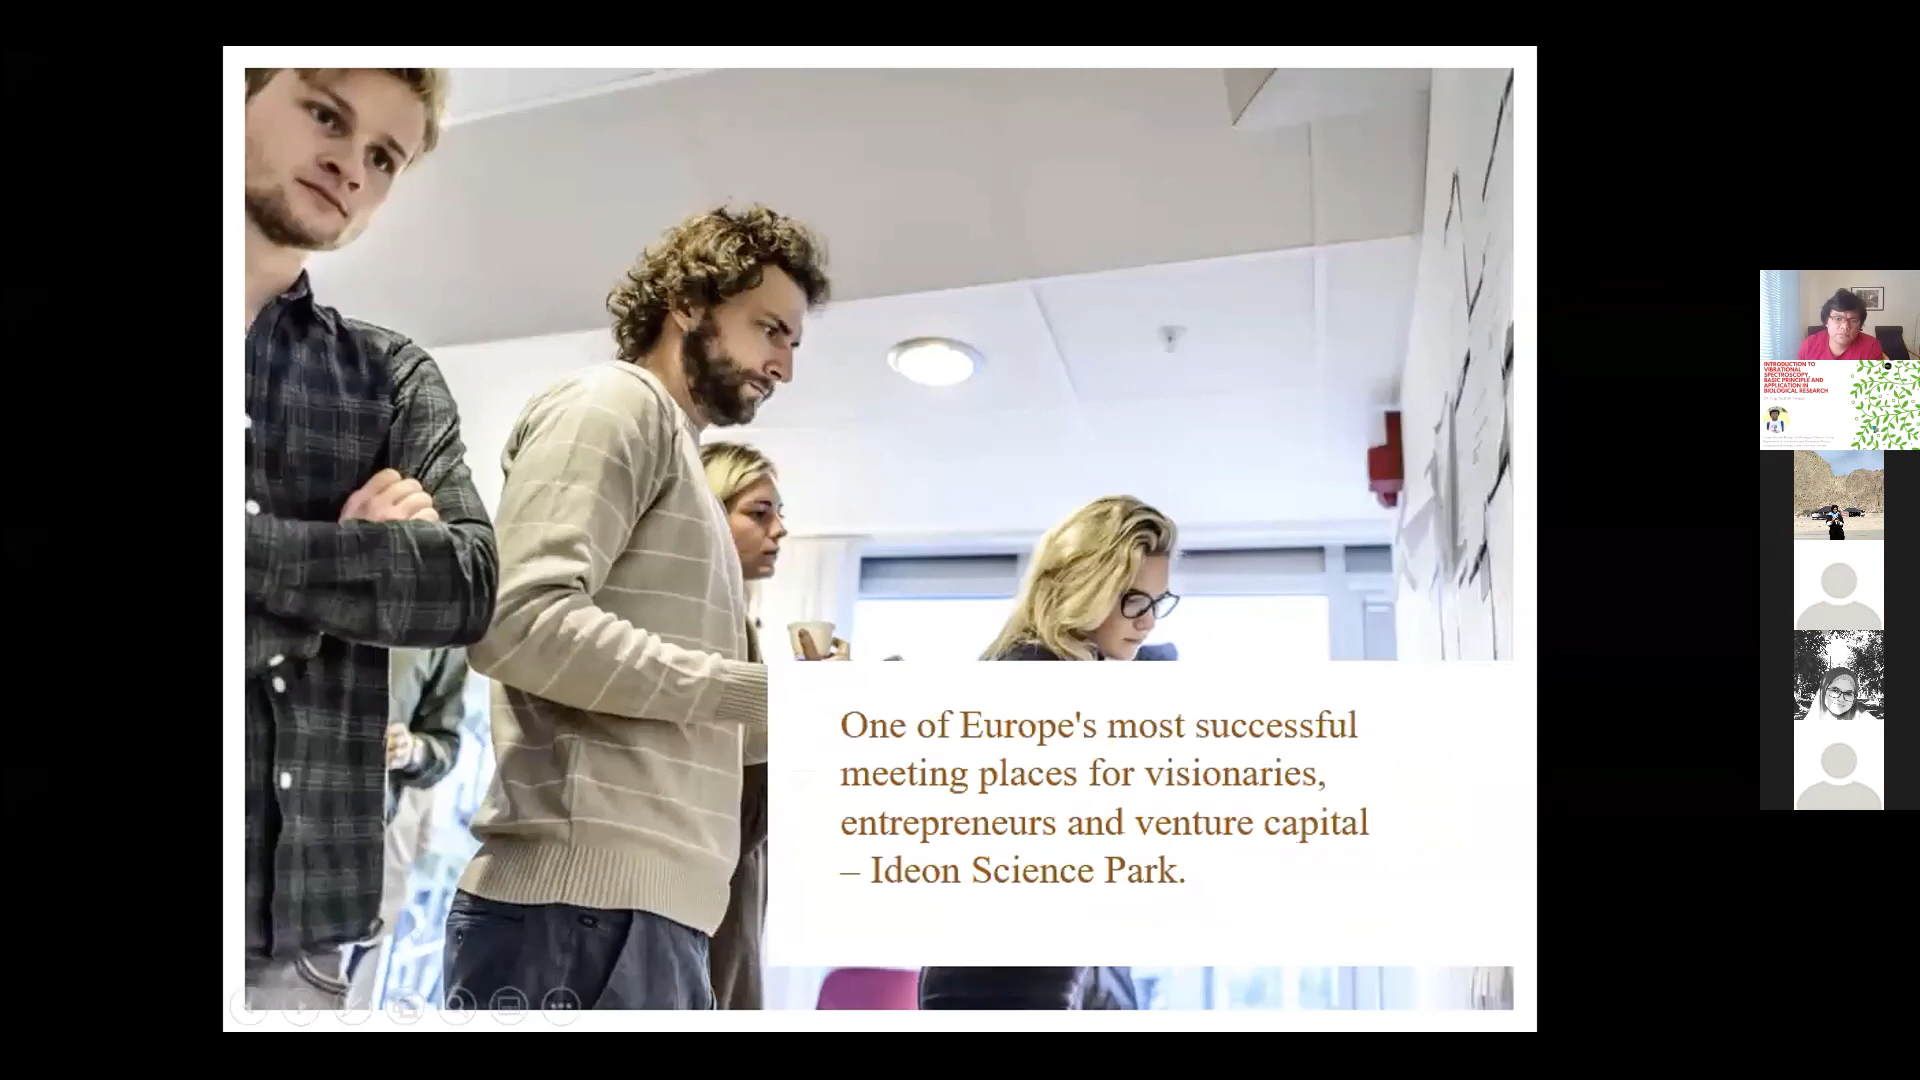 One of Europe's most successful
meeting places for visionaries,
entrepreneurs and venture capital
– Ideon Science Park.
INTRODUCTION TO
VIBRATIONAL
SPECTROSCOPY,
BASIC PRINCIPLE AND
APPLICATION IN
BIOLOGICAL RESEARCH